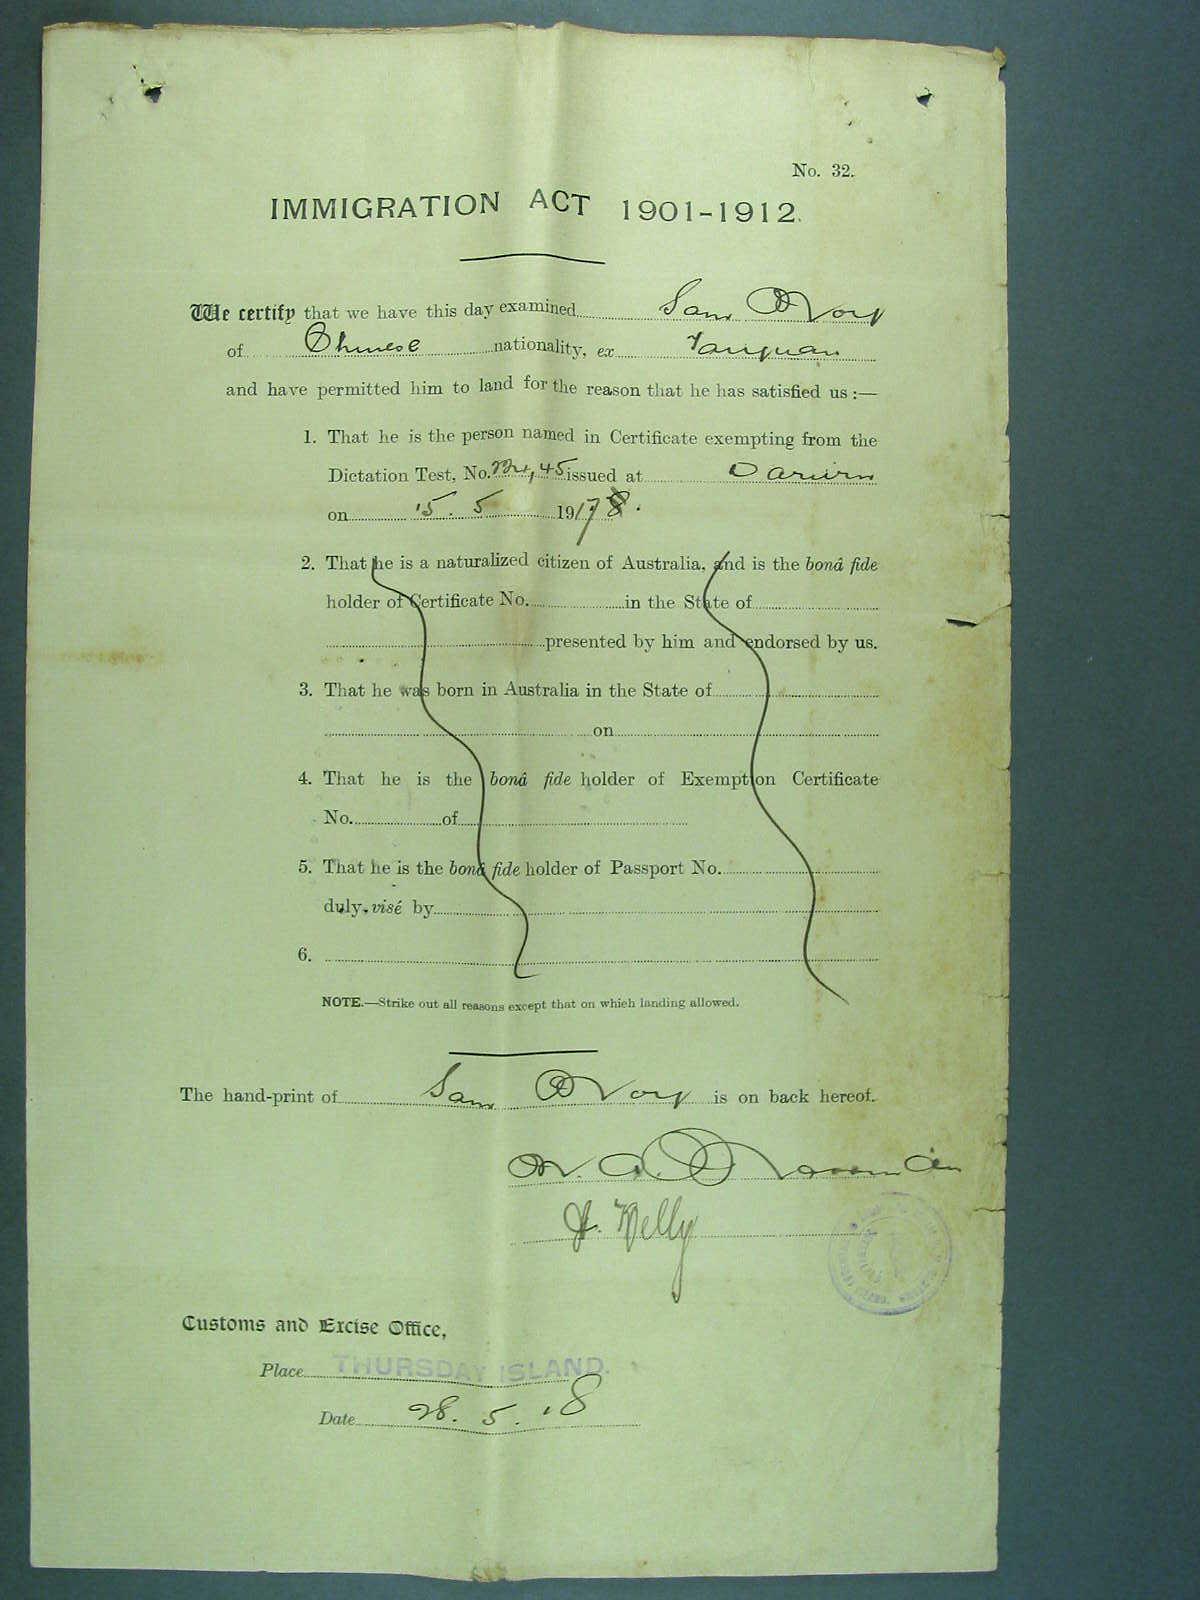 No. 32.
IMMIGRATION ACT 1901-1912.
We certify that we have this day examined Sam
of Chinese nationality, ex Taiyuan
and have permitted him to land for the reason that he has satisfied us :—
1. That he is the person named in Certificate exempting from the
Dictation Test, No. 45 issued at Darwin
on 15. 5 1917
2. That he is a naturalized citizen of Australia, and is the bonâ fide
holder of Certificate No. in the State of
presented by him and endorsed by us.
3. That he was born in Australia in the State of
on
4. That he is the bonâ fide holder of Exemption Certificate
No. of
5. That he is the bonâ fide holder of Passport No.
duly visé by
6.
NOTE.—Strike out all reasons except that on which landing allowed.
The hand-print of Sam is on back hereof.
Kelly
Customs and Excise Office,
Place THURSDAY ISLAND.
Date 28. 5. 18